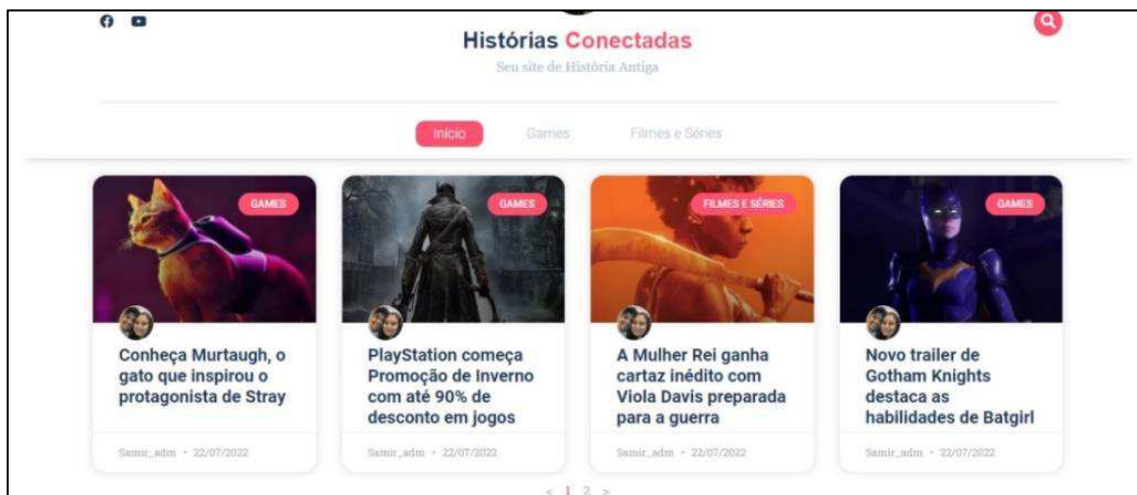 Histórias Conectadas
Seu site de História Antiga
Início Games Filmes e Séries
GAMES
Conheça Murtaugh, o
gato que inspirou o
protagonista de Stray
Samir_adm • 22/07/2022
GAMES
PlayStation começa
Promoção de Inverno
com até 90% de
desconto em jogos
Samir_adm • 22/07/2022
FILMES E SÉRIES
A Mulher Rei ganha
cartaz inédito com
Viola Davis preparada
para a guerra
Samir_adm • 22/07/2022
GAMES
Novo trailer de
Gotham Knights
destaca as
habilidades de Batgirl
Samir_adm • 22/07/2022
< 1 2 >